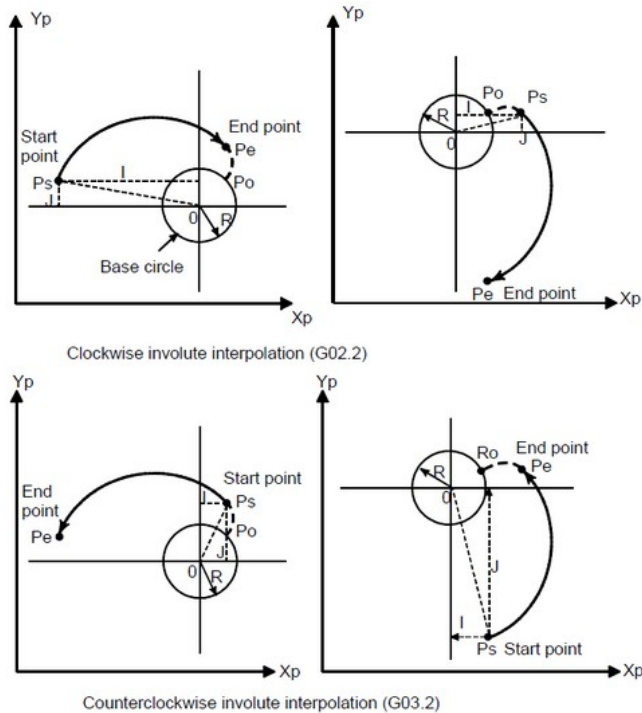 Yp
Yp
Start point
End point
Pe
Ps
I
Po
J
0
R
Base circle
Xp
Po
Ps
I
R
0
J
Pe End point
Xp
Clockwise involute interpolation (G02.2)
Yp
Yp
End point
Pe
Start point
I
Ps
Po
J
0
R
Xp
Ro
End point
Pe
R
0
J
I
Ps Start point
Xp
Counterclockwise involute interpolation (G03.2)